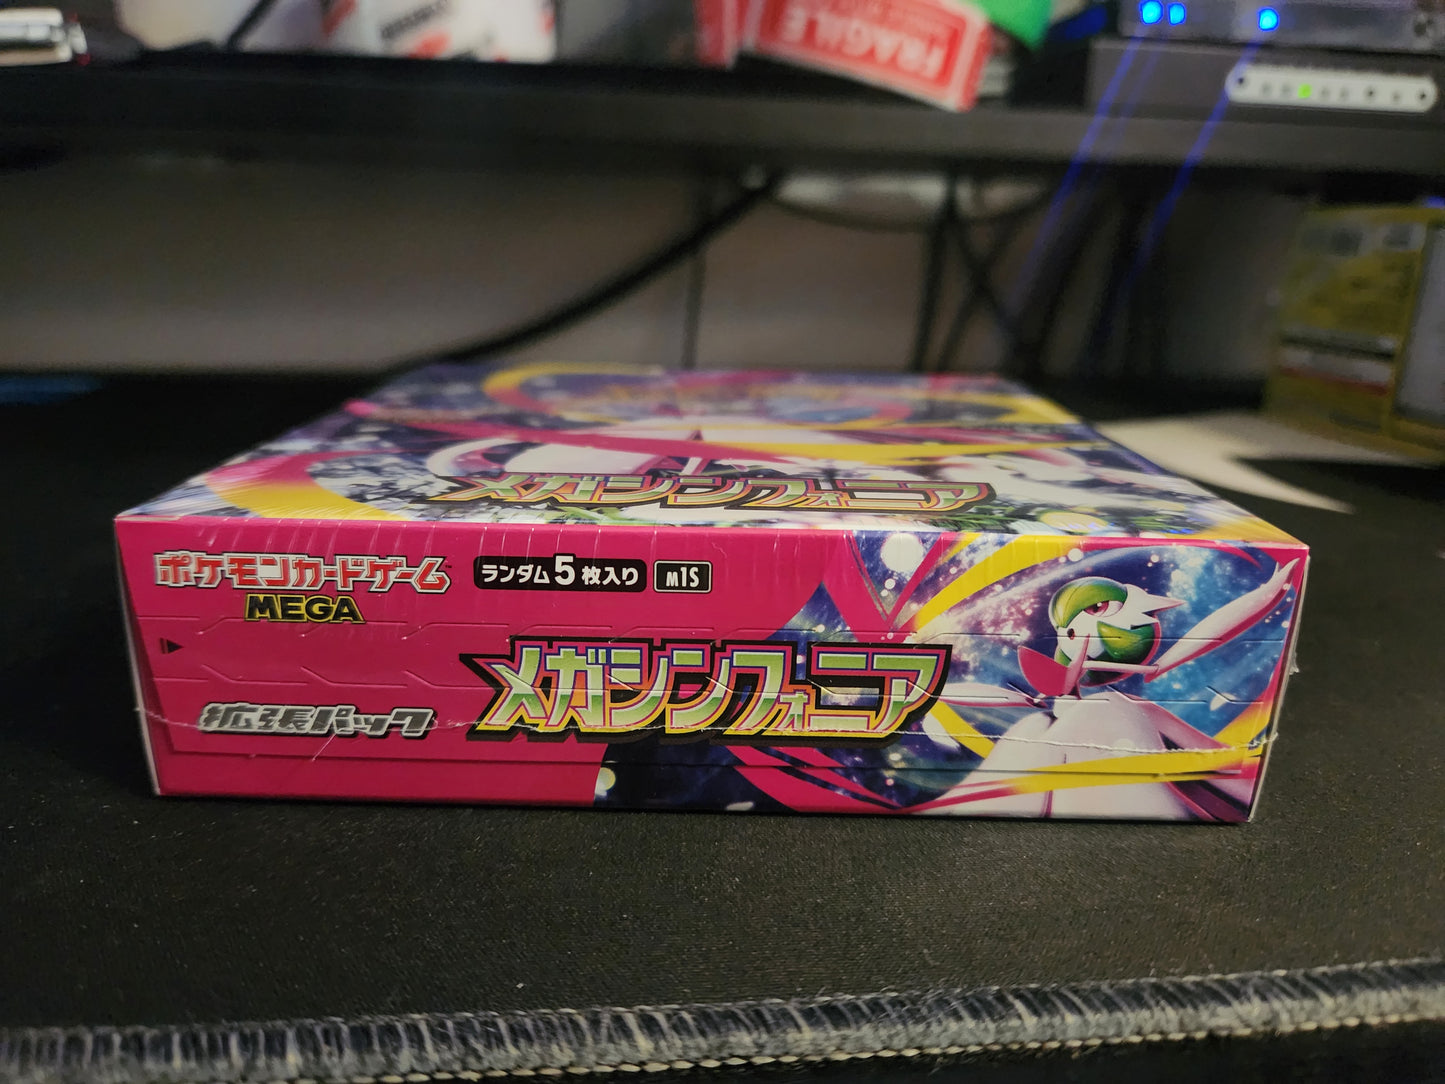 FRAGILE
メガシンフォニア
ポケモンカードゲーム
MEGA
ランダム5枚入り
M1S
メガシンフォニア
拡張パック